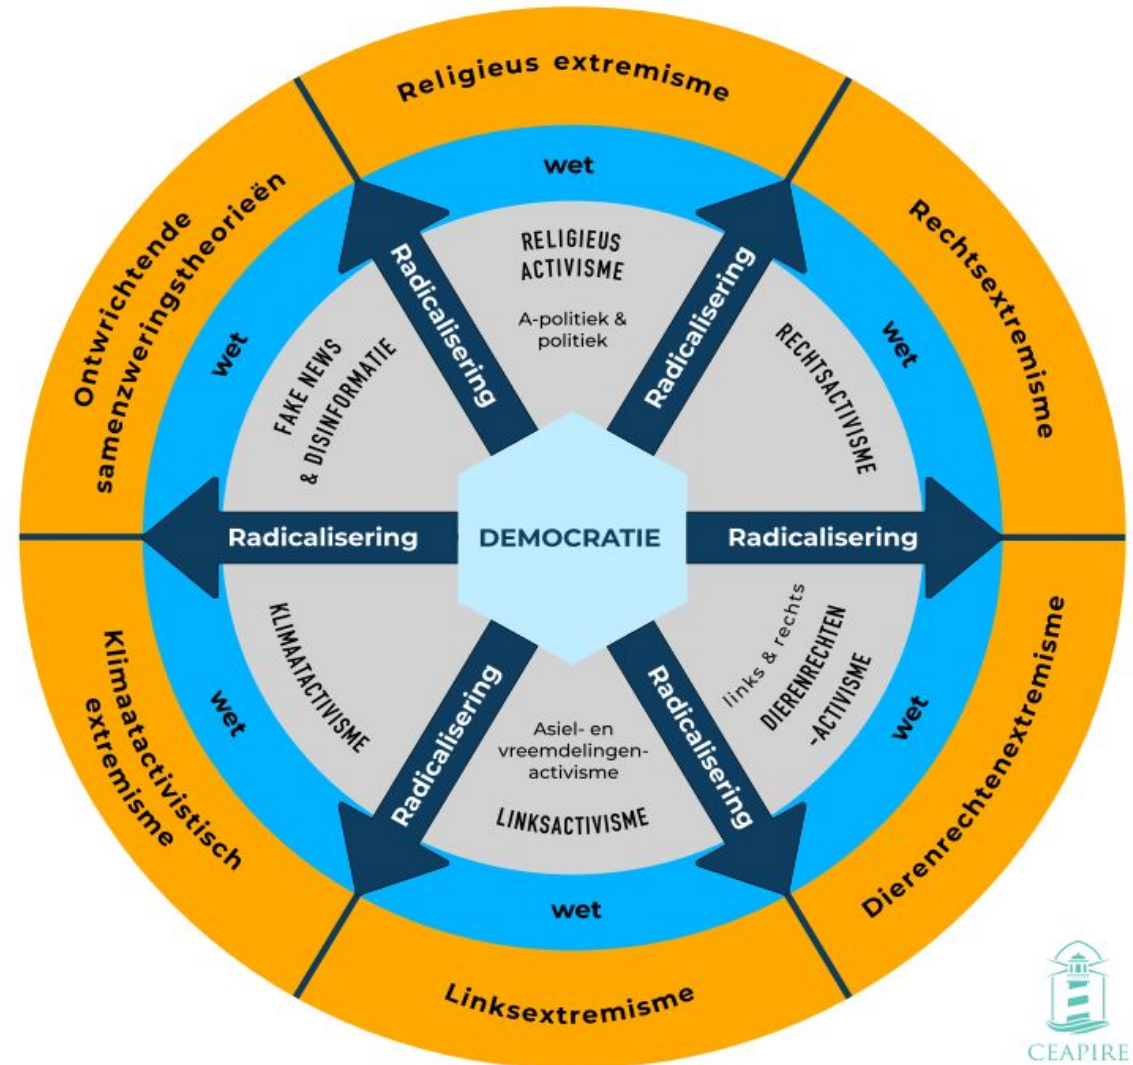 Religieus extremisme
wet
RELIGIEUS
ACTIVISME
A-politiek &
politiek
Radicalisering
Rechtsextremisme
wet
RECHTSACTIVISME
Radicalisering
Dierenrechtenextremisme
wet
links & rechts
DIERENRECHTEN
-ACTIVISME
Radicalisering
Linksextremisme
wet
Asiel- en
vreemdelingen-
activisme
LINKSACTIVISME
Radicalisering
Klimaatactivistisch
extremisme
wet
KLIMAATACTIVISME
Radicalisering
Ontwrichtende
samenzweringstheorieën
wet
FAKE NEWS
& DISINFORMATIE
Radicalisering
DEMOCRATIE
CEAPIRE